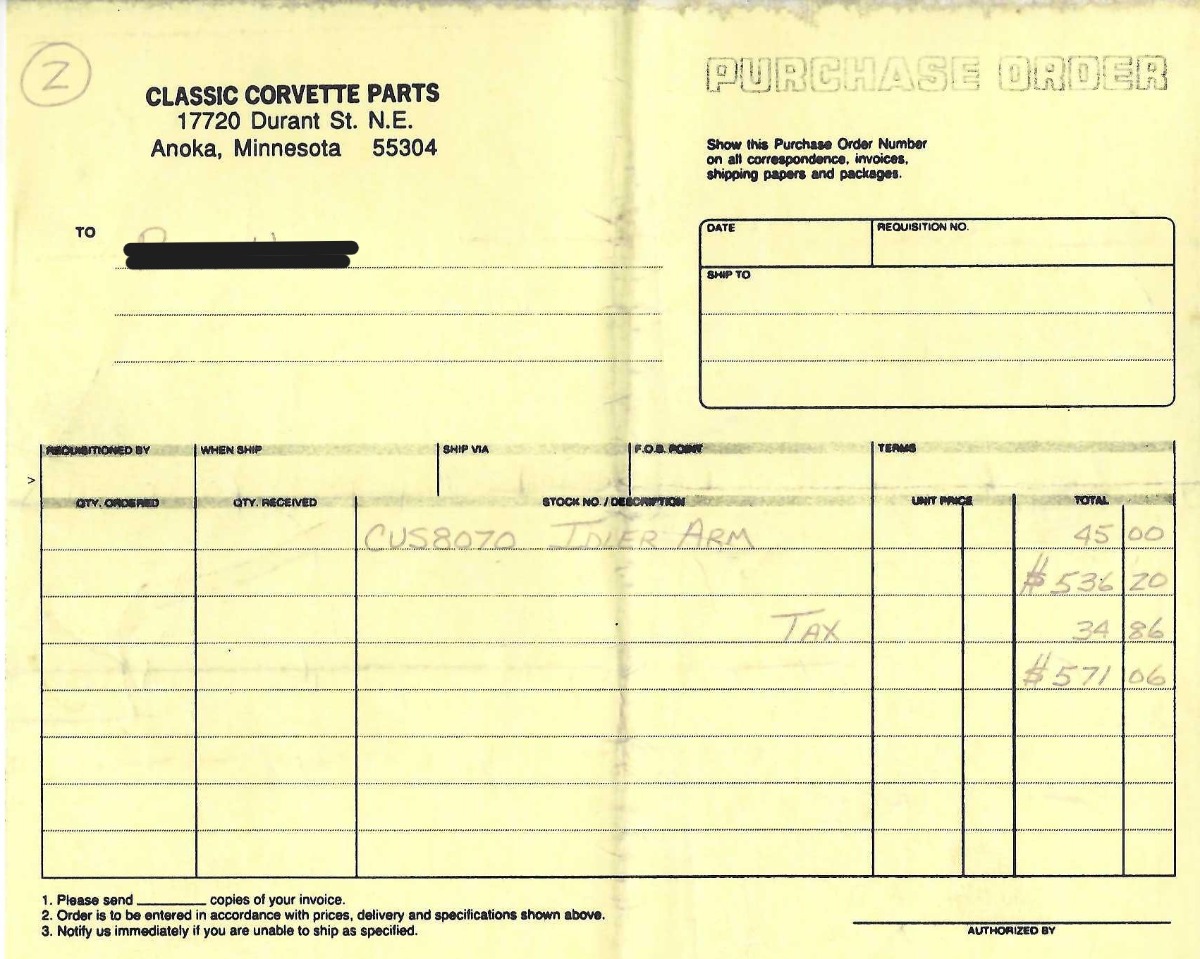 2
CLASSIC CORVETTE PARTS
17720 Durant St. N.E.
Anoka, Minnesota 55304
PURCHASE ORDER
Show this Purchase Order Number
on all correspondence, invoices,
shipping papers and packages.
TO
DATE
REQUISITION NO.
SHIP TO
REQUISITIONED BY WHEN SHIP SHIP VIA F.O.B. POINT TERMS
QTY. ORDERED QTY. RECEIVED STOCK NO. / DESCRIPTION UNIT PRICE TOTAL
CUS8070 IDLER ARM 45 00
$536 20
TAX 34 86
$571 06
1. Please send ________ copies of your invoice.
2. Order is to be entered in accordance with prices, delivery and specifications shown above.
3. Notify us immediately if you are unable to ship as specified.
AUTHORIZED BY